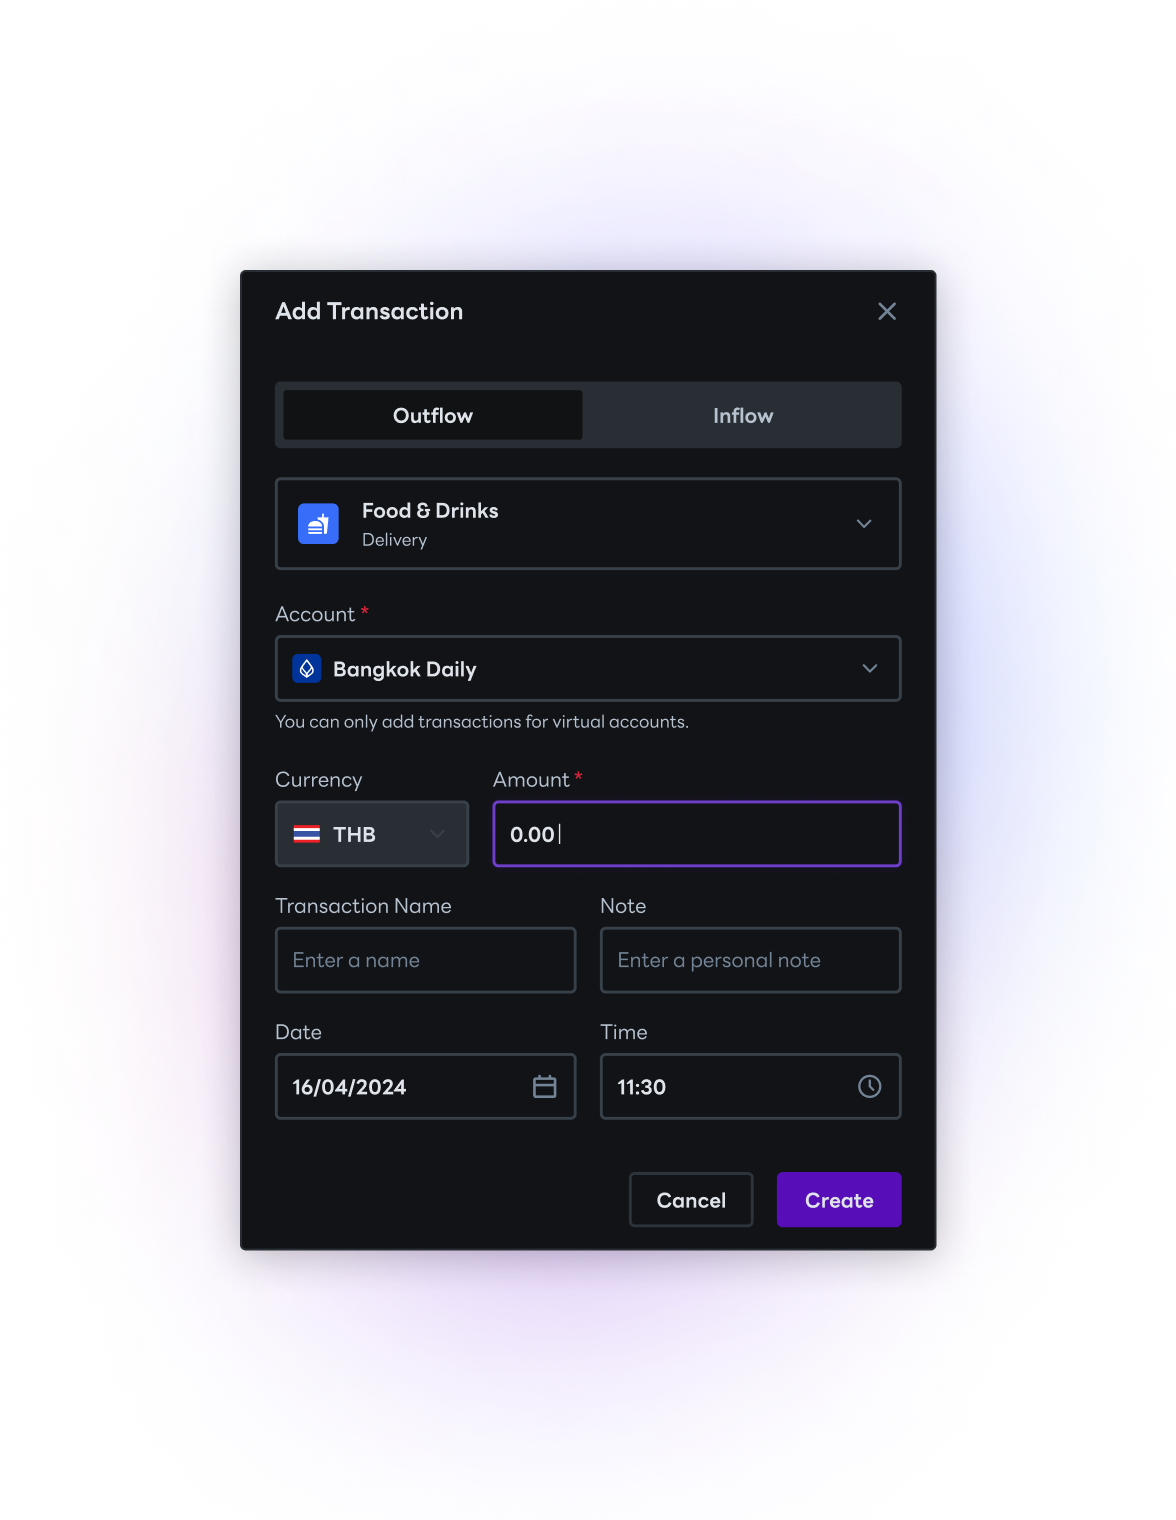 Add Transaction
Outflow
Inflow
Food & Drinks
Delivery
Account *
Bangkok Daily
You can only add transactions for virtual accounts.
Currency
Amount *
THB
0.00
Transaction Name
Note
Enter a name
Enter a personal note
Date
Time
16/04/2024
11:30
Cancel
Create